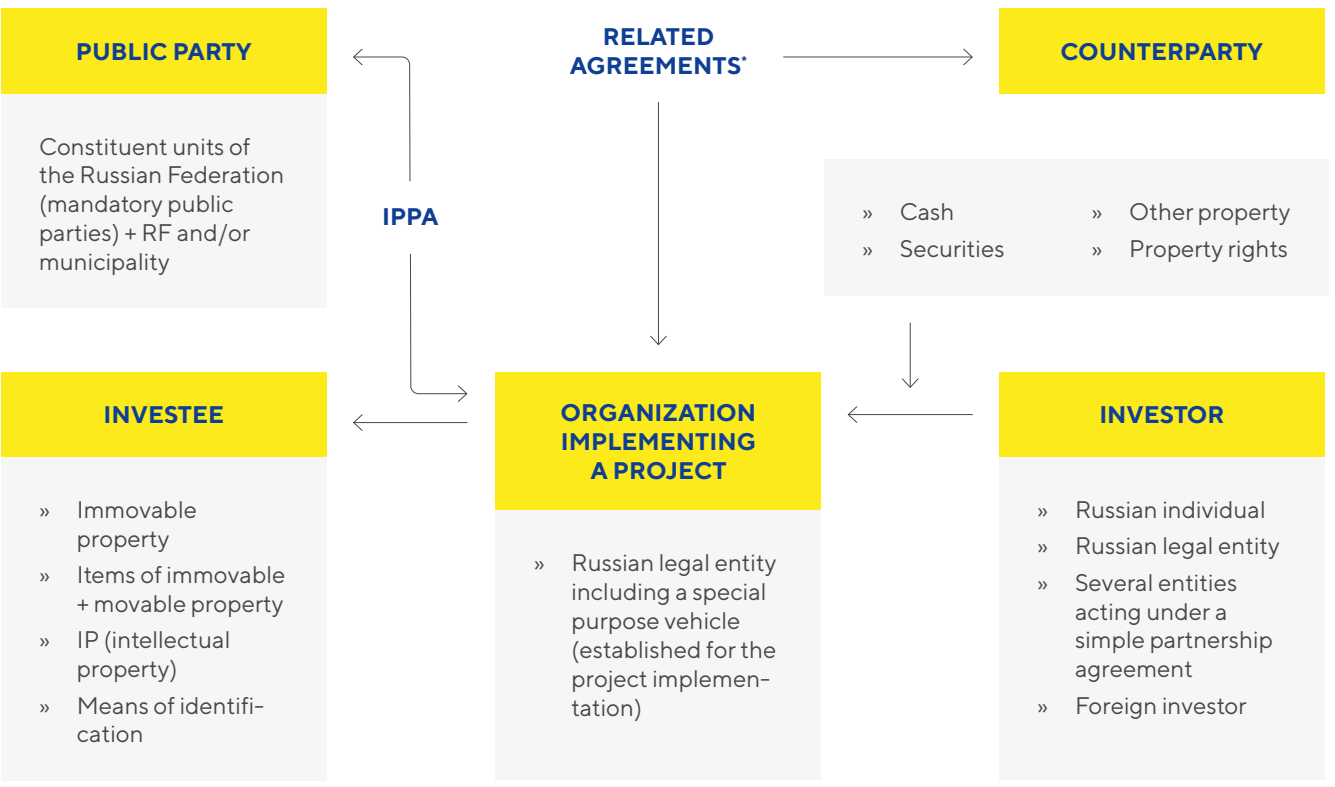 PUBLIC PARTY
Constituent units of
the Russian Federation
(mandatory public
parties) + RF and/or
municipality
RELATED
AGREEMENTS*
COUNTERPARTY
IPPA
» Cash
» Securities
» Other property
» Property rights
INVESTEE
» Immovable
property
» Items of immovable
+ movable property
» IP (intellectual
property)
» Means of identifi-
cation
ORGANIZATION
IMPLEMENTING
A PROJECT
» Russian legal entity
including a special
purpose vehicle
(established for the
project implemen-
tation)
INVESTOR
» Russian individual
» Russian legal entity
» Several entities
acting under a
simple partnership
agreement
» Foreign investor